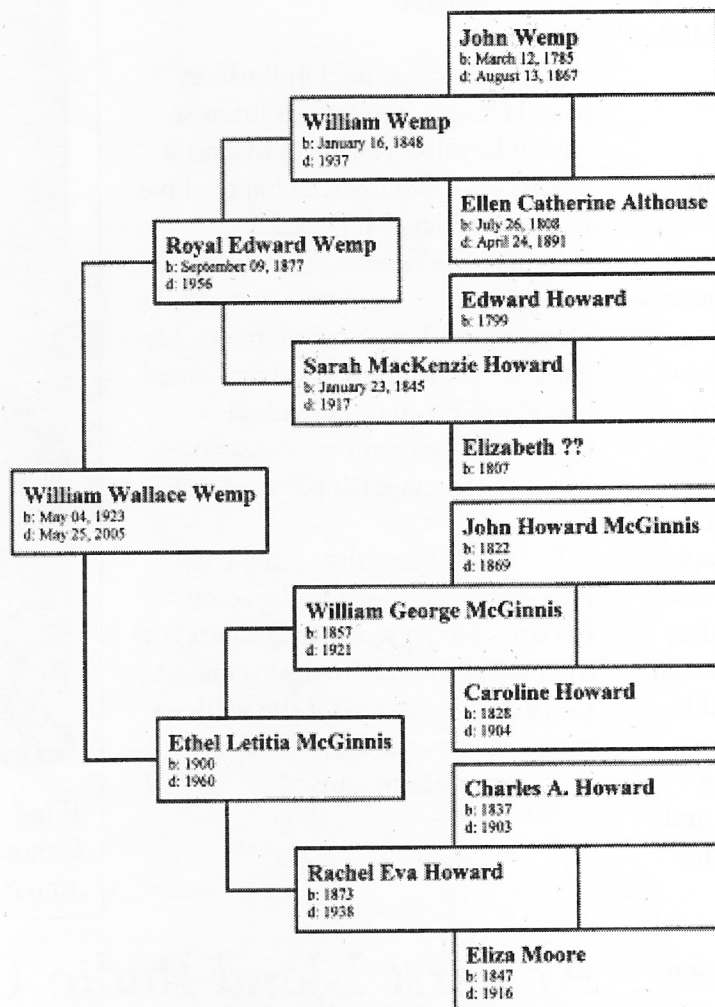 John Wemp
b: March 12, 1785
d: August 13, 1867
William Wemp
b: January 16, 1848
d: 1937
Ellen Catherine Althouse
b: July 26, 1808
d: April 24, 1891
Royal Edward Wemp
b: September 09, 1877
d: 1956
Edward Howard
b: 1799
Sarah MacKenzie Howard
b: January 23, 1845
d: 1917
Elizabeth ??
b: 1807
William Wallace Wemp
b: May 04, 1923
d: May 25, 2005
John Howard McGinnis
b: 1822
d: 1869
William George McGinnis
b: 1857
d: 1921
Caroline Howard
b: 1828
d: 1904
Ethel Letitia McGinnis
b: 1900
d: 1960
Charles A. Howard
b: 1837
d: 1903
Rachel Eva Howard
b: 1873
d: 1938
Eliza Moore
b: 1847
d: 1916